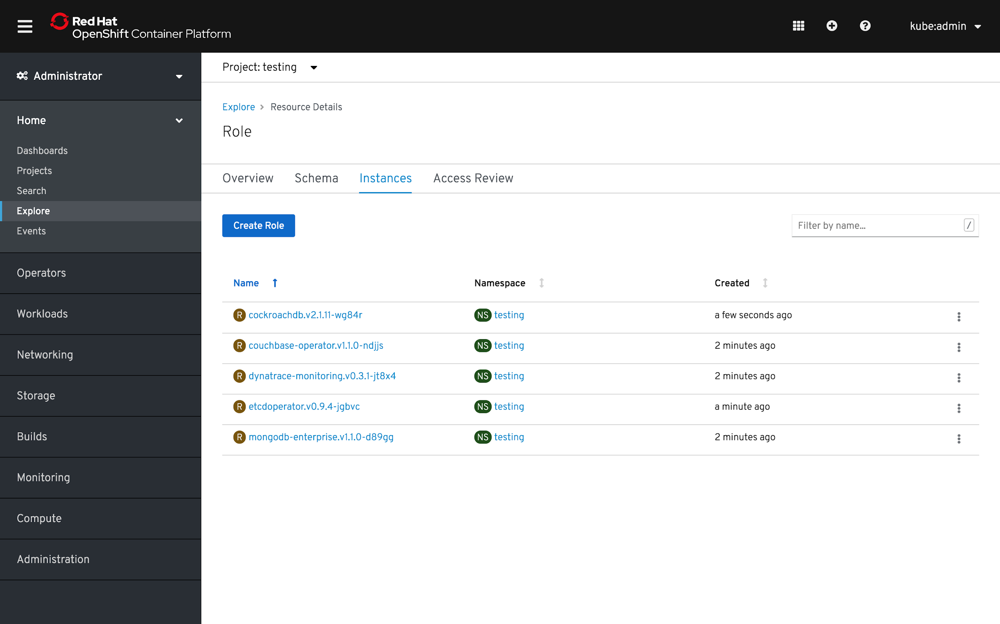 Red Hat
OpenShift Container Platform
kube:admin
Administrator
Home
Dashboards
Projects
Search
Explore
Events
Operators
Workloads
Networking
Storage
Builds
Monitoring
Compute
Administration
Project: testing
Explore > Resource Details
Role
Overview Schema Instances Access Review
Create Role
Filter by name... /
Name Namespace Created
R cockroachdb.v2.1.11-wg84r NS testing a few seconds ago
R couchbase-operator.v1.1.0-ndjjs NS testing 2 minutes ago
R dynatrace-monitoring.v0.3.1-jt8x4 NS testing 2 minutes ago
R etcdoperator.v0.9.4-jgbvc NS testing a minute ago
R mongodb-enterprise.v1.1.0-d89gg NS testing 2 minutes ago